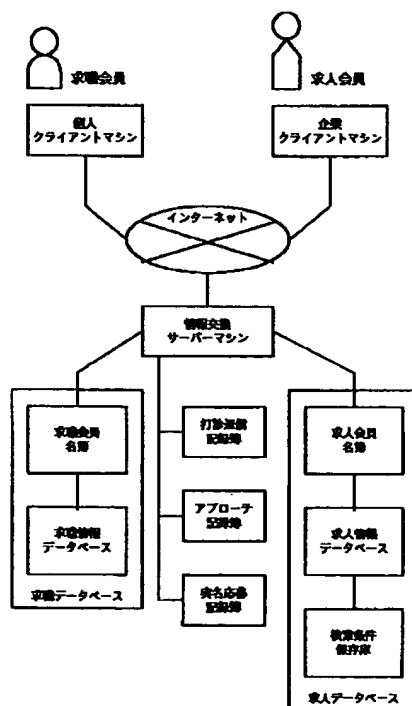 求職会員
求人会員
個人
クライアントマシン
企業
クライアントマシン
インターネット
情報交換
サーバーマシン
求職会員
名簿
打診返信
記録簿
求人会員
名簿
求職情報
データベース
アプローチ
記録簿
求人情報
データベース
求職データベース
実名応募
記録簿
検索条件
保存庫
求人データベース